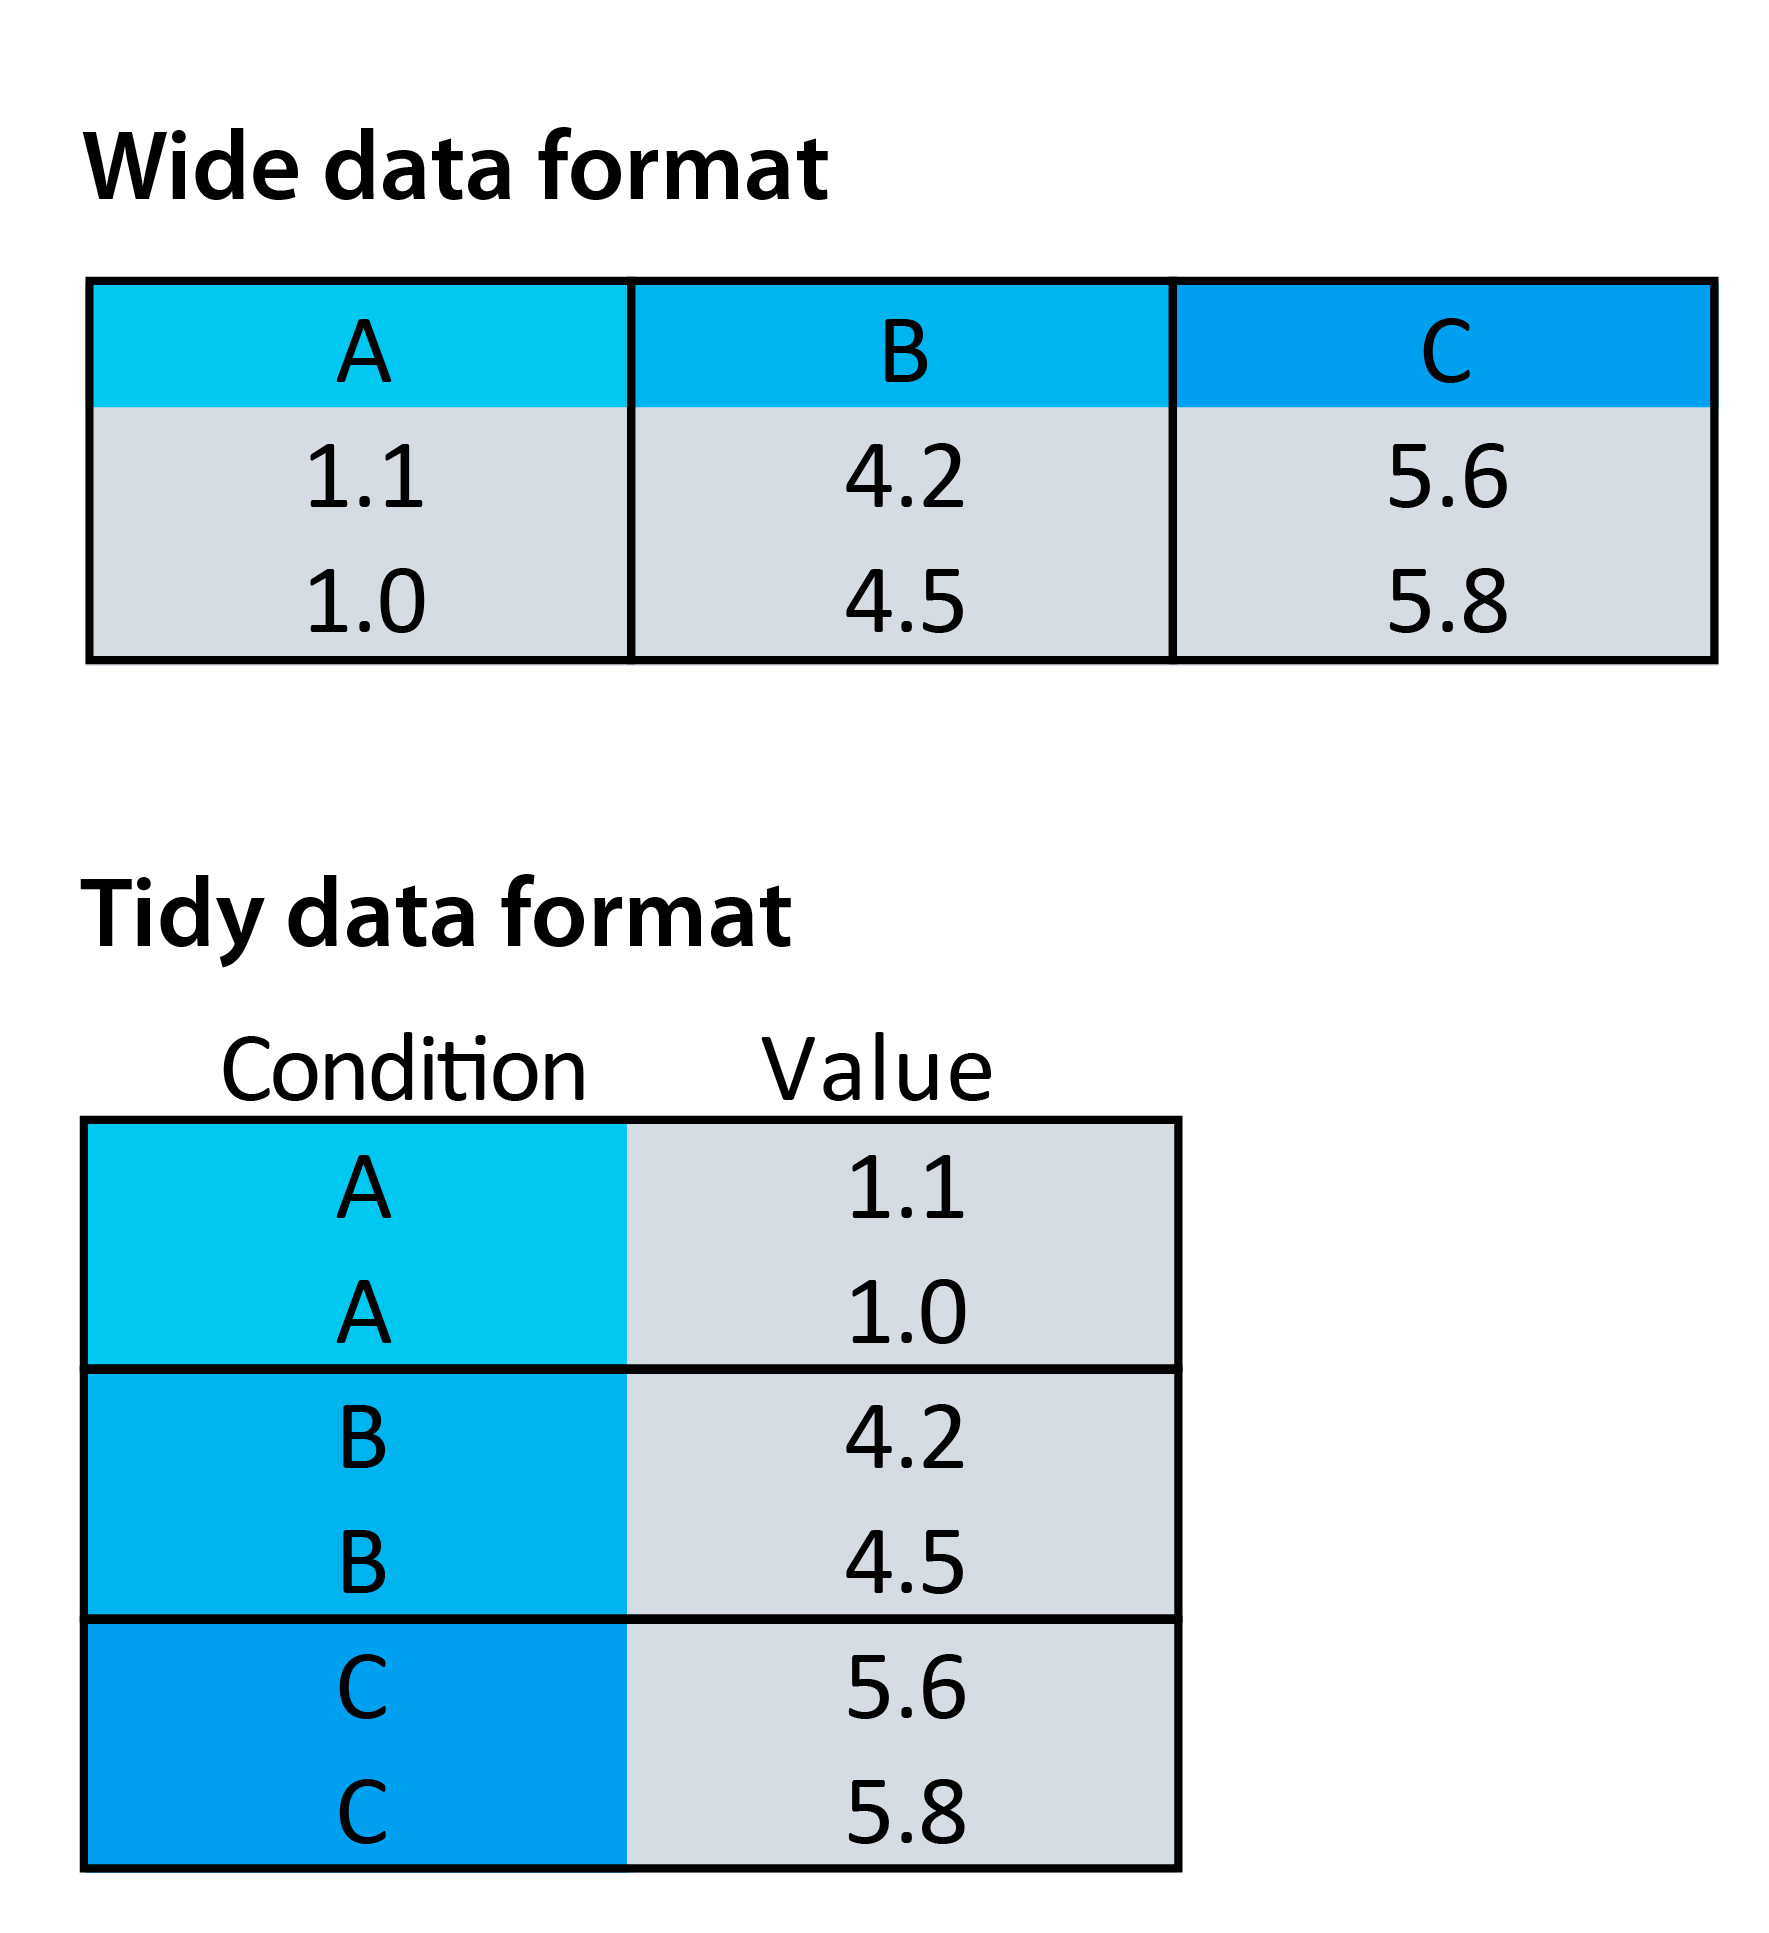 Wide data format
A B C
1.1 4.2 5.6
1.0 4.5 5.8
Tidy data format
Condition Value
A 1.1
A 1.0
B 4.2
B 4.5
C 5.6
C 5.8